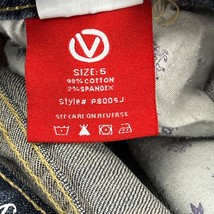 V
SIZE: 5
98% COTTON
2% SPANDEX
Style# P8005J
SEE CARE ON REVERSE